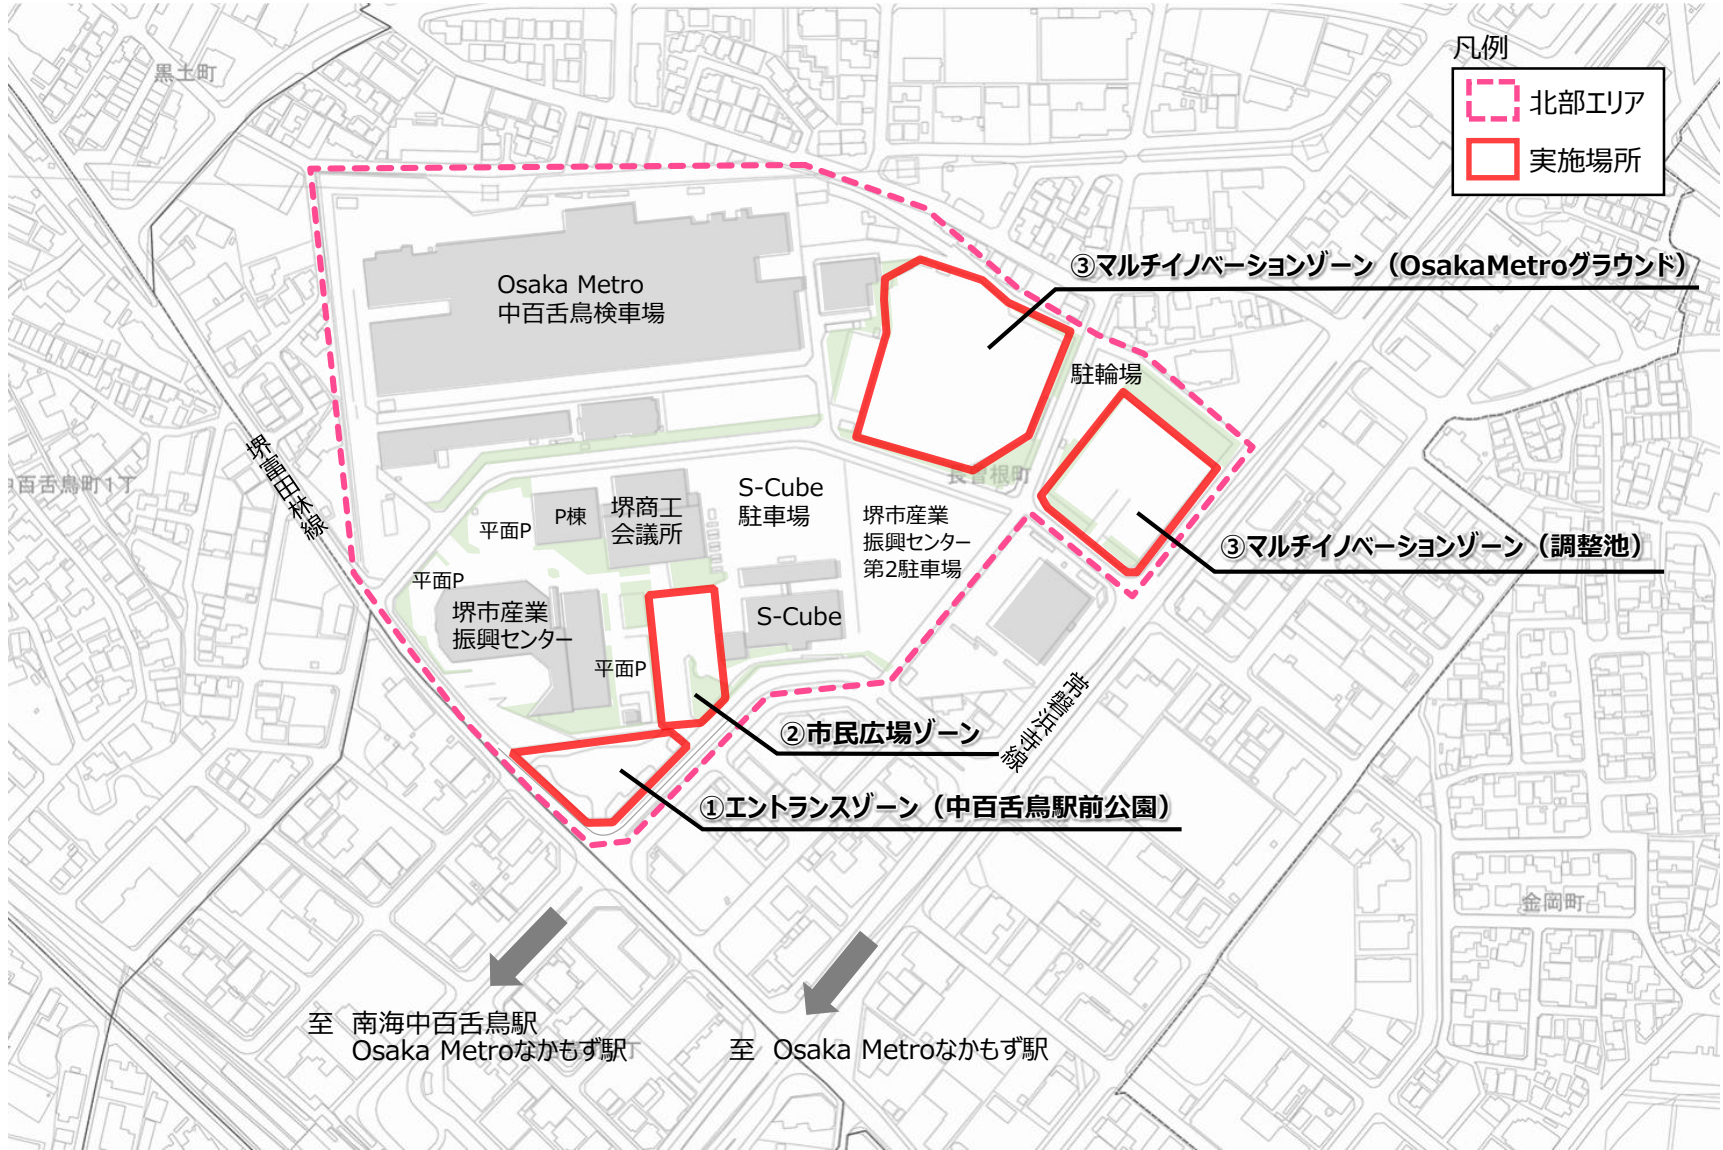 凡例
北部エリア
実施場所
黒土町
③マルチイノベーションゾーン（OsakaMetroグラウンド）
Osaka Metro
中百舌鳥検車場
駐輪場
堺富田林線
中百舌鳥町1丁
長曽根町
S-Cube
駐車場
P棟
堺商工
会議所
平面P
堺市産業
振興センター
第2駐車場
③マルチイノベーションゾーン（調整池）
平面P
堺市産業
振興センター
S-Cube
平面P
常磐浜寺線
②市民広場ゾーン
①エントランスゾーン（中百舌鳥駅前公園）
金岡町
至 南海中百舌鳥駅
Osaka Metroなかもず駅
至 Osaka Metroなかもず駅